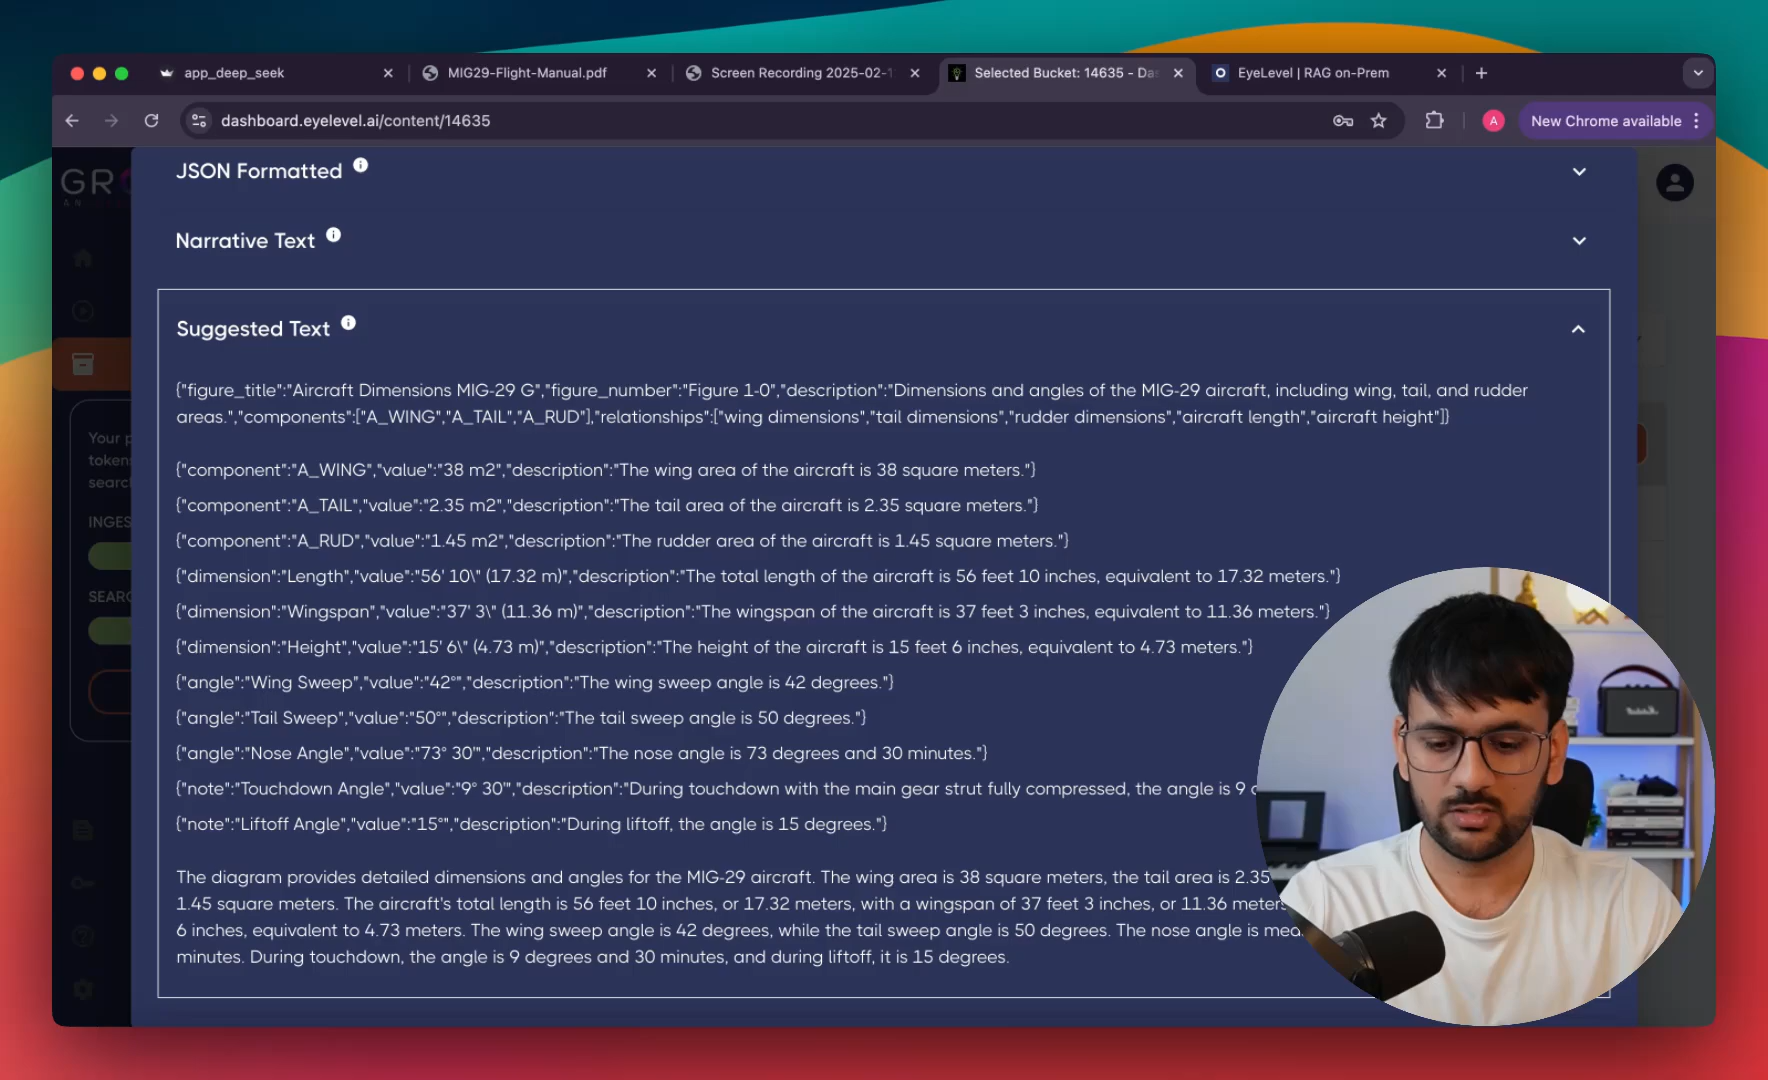 app_deep_seek
MIG29-Flight-Manual.pdf
Screen Recording 2025-02-1
Selected Bucket: 14635 - Da
EyeLevel | RAG on-Prem
dashboard.eyelevel.ai/content/14635
A
New Chrome available
GR
A N
JSON Formatted
Narrative Text
Suggested Text
{"figure_title":"Aircraft Dimensions MIG-29 G","figure_number":"Figure 1-0","description":"Dimensions and angles of the MIG-29 aircraft, including wing, tail, and rudder
areas.","components":["A_WING","A_TAIL","A_RUD"],"relationships":["wing dimensions","tail dimensions","rudder dimensions","aircraft length","aircraft height"]}
{"component":"A_WING","value":"38 m2","description":"The wing area of the aircraft is 38 square meters."}
{"component":"A_TAIL","value":"2.35 m2","description":"The tail area of the aircraft is 2.35 square meters."}
{"component":"A_RUD","value":"1.45 m2","description":"The rudder area of the aircraft is 1.45 square meters."}
{"dimension":"Length","value":"56' 10\" (17.32 m)","description":"The total length of the aircraft is 56 feet 10 inches, equivalent to 17.32 meters."}
{"dimension":"Wingspan","value":"37' 3\" (11.36 m)","description":"The wingspan of the aircraft is 37 feet 3 inches, equivalent to 11.36 meters."}
{"dimension":"Height","value":"15' 6\" (4.73 m)","description":"The height of the aircraft is 15 feet 6 inches, equivalent to 4.73 meters."}
{"angle":"Wing Sweep","value":"42°","description":"The wing sweep angle is 42 degrees."}
{"angle":"Tail Sweep","value":"50°","description":"The tail sweep angle is 50 degrees."}
{"angle":"Nose Angle","value":"73° 30'","description":"The nose angle is 73 degrees and 30 minutes."}
{"note":"Touchdown Angle","value":"9° 30'","description":"During touchdown with the main gear strut fully compressed, the angle is 9
{"note":"Liftoff Angle","value":"15°","description":"During liftoff, the angle is 15 degrees."}
The diagram provides detailed dimensions and angles for the MIG-29 aircraft. The wing area is 38 square meters, the tail area is 2.35
1.45 square meters. The aircraft's total length is 56 feet 10 inches, or 17.32 meters, with a wingspan of 37 feet 3 inches, or 11.36 meters
6 inches, equivalent to 4.73 meters. The wing sweep angle is 42 degrees, while the tail sweep angle is 50 degrees. The nose angle is mea
minutes. During touchdown, the angle is 9 degrees and 30 minutes, and during liftoff, it is 15 degrees.
Your p
token
search
INGES
SEARC